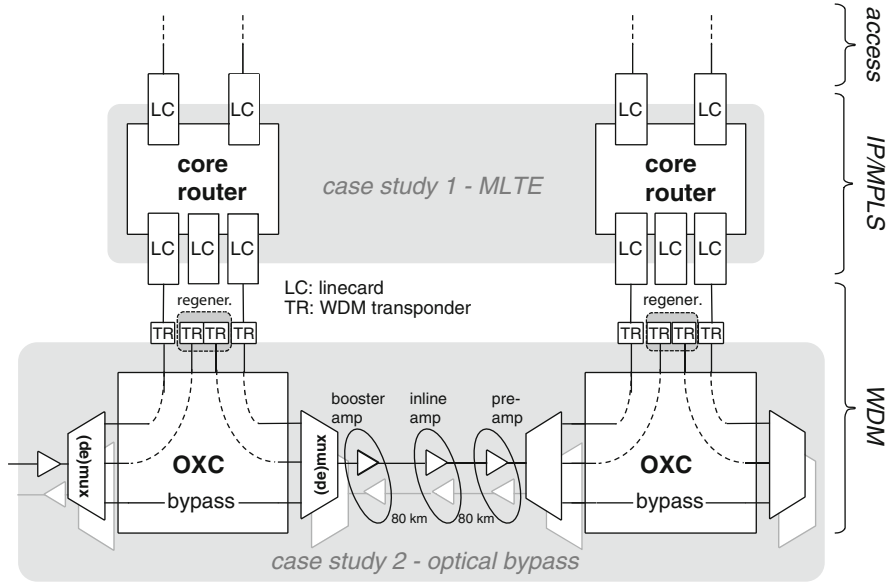 access
LC
LC
LC
LC
core
router
core
router
case study 1 - MLTE
IP/MPLS
LC
LC
LC
LC
LC: linecard
TR: WDM transponder
regener.
regener.
TR
TR
TR
TR
TR
TR
TR
TR
WDM
booster
amp
inline
amp
pre-
amp
(de)mux
OXC
bypass
(de)mux
OXC
bypass
80 km
80 km
case study 2 - optical bypass